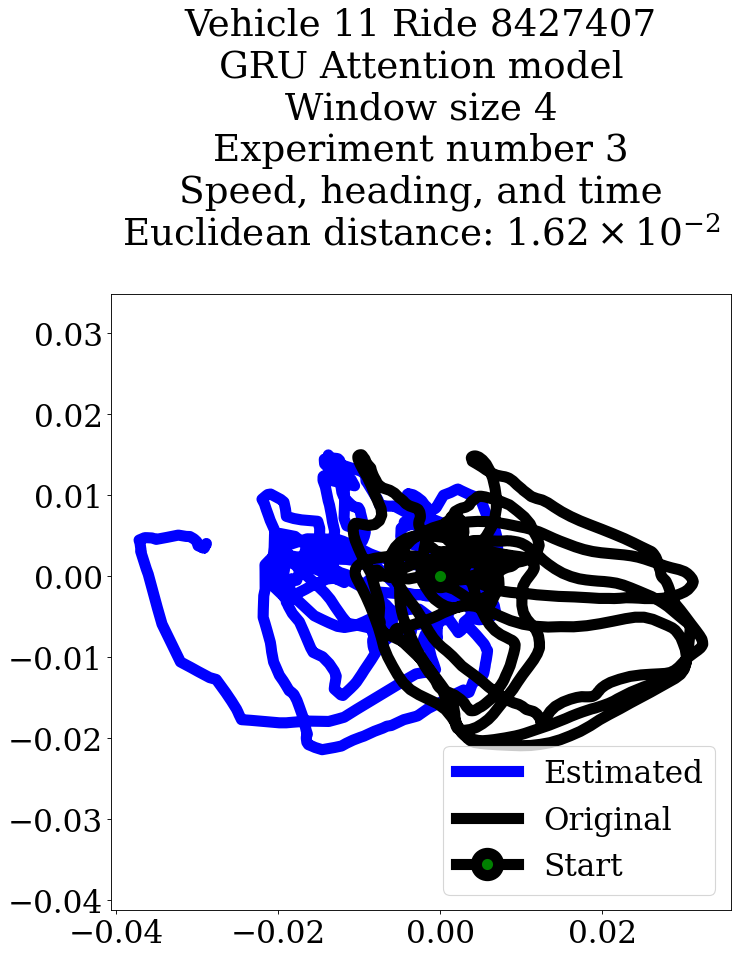 Vehicle 11 Ride 8427407
GRU Attention model
Window size 4
Experiment number 3
Speed, heading, and time
Euclidean distance: 1.62 × 10⁻²
0.03
0.02
0.01
0.00
−0.01
−0.02
−0.03
−0.04
Estimated
Original
Start
−0.04 −0.02 0.00 0.02